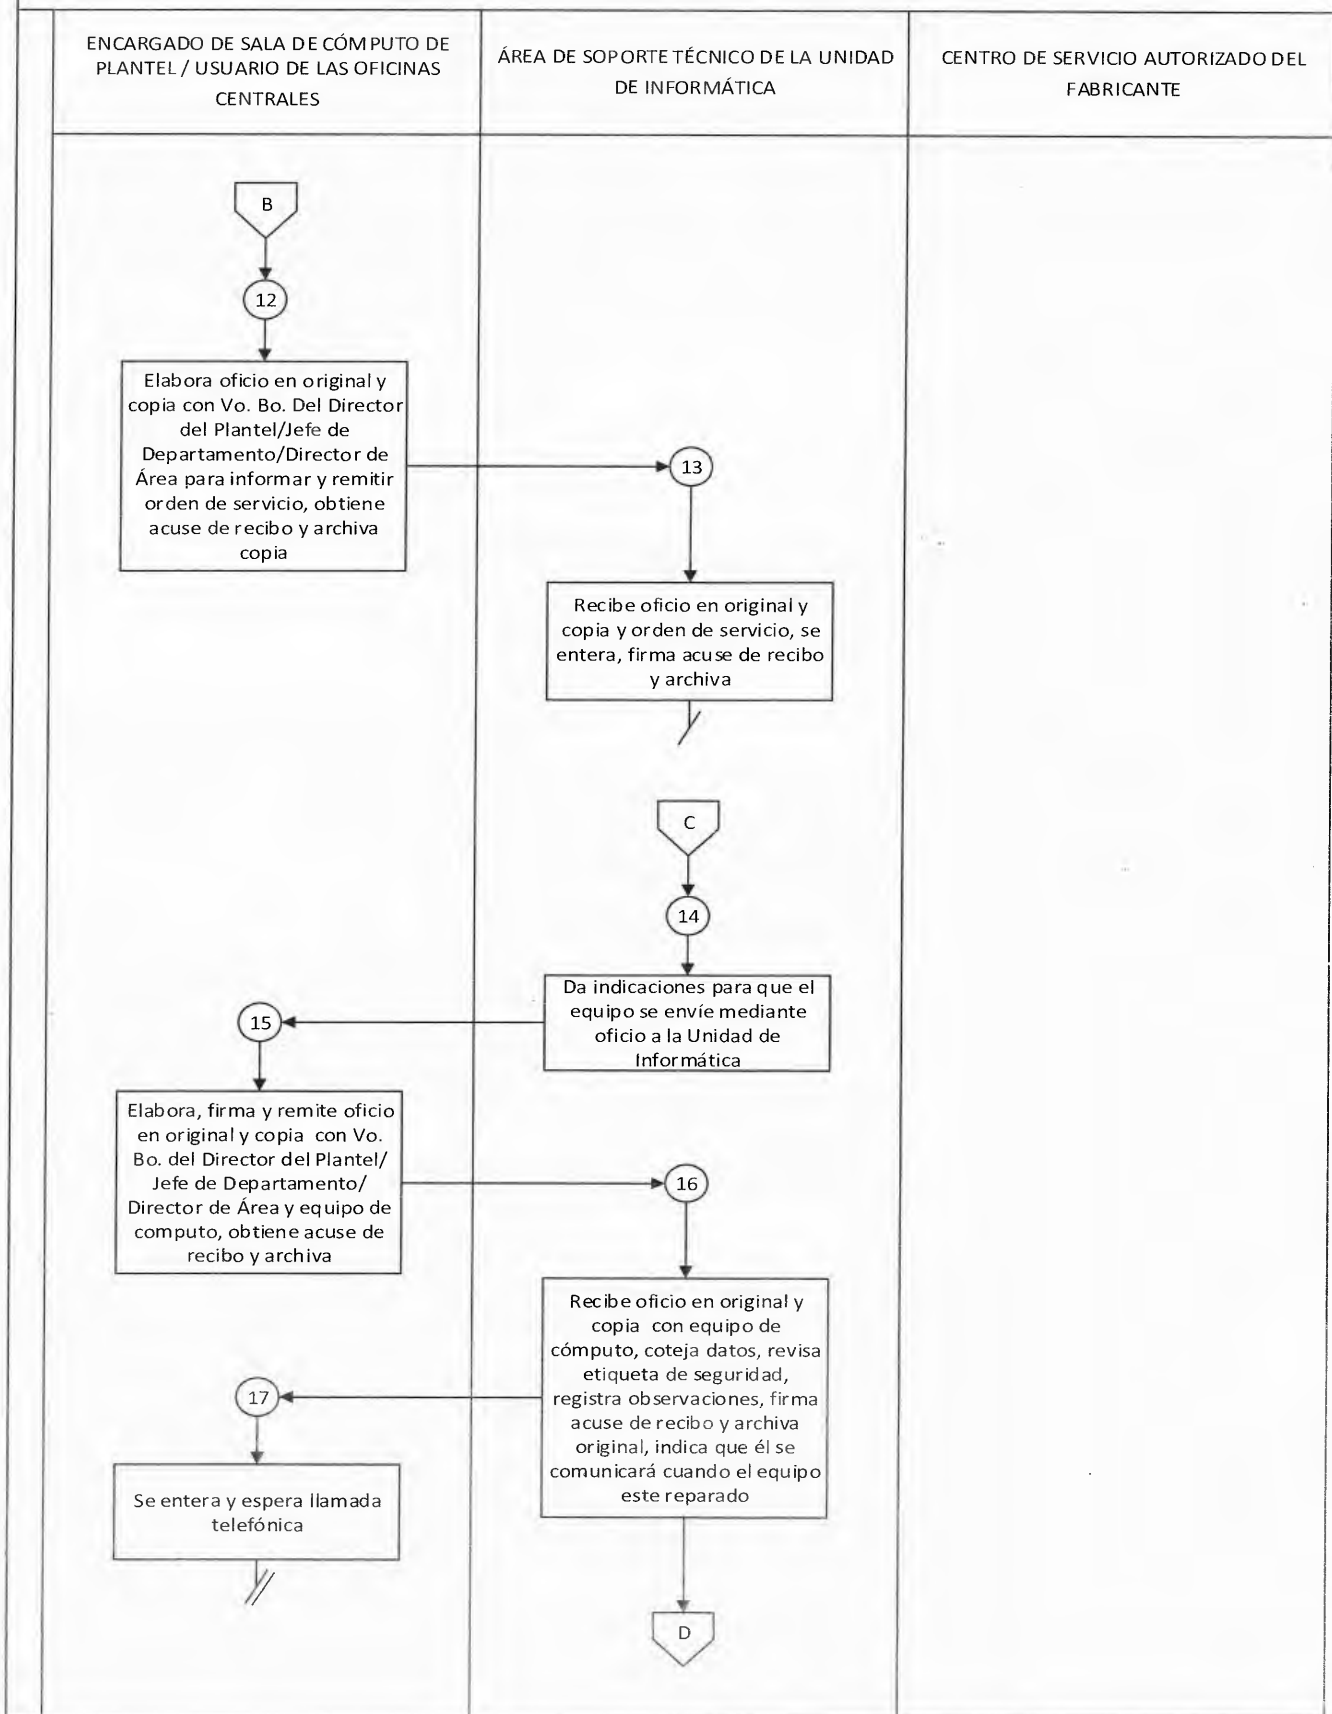 ENCARGADO DE SALA DE CÓMPUTO DE
PLANTEL / USUARIO DE LAS OFICINAS
CENTRALES
ÁREA DE SOPORTE TÉCNICO DE LA UNIDAD
DE INFORMÁTICA
CENTRO DE SERVICIO AUTORIZADO DEL
FABRICANTE
B
12
Elabora oficio en original y
copia con Vo. Bo. Del Director
del Plantel/Jefe de
Departamento/Director de
Área para informar y remitir
orden de servicio, obtiene
acuse de recibo y archiva
copia
13
Recibe oficio en original y
copia y orden de servicio, se
entera, firma acuse de recibo
y archiva
C
14
Da indicaciones para que el
equipo se envíe mediante
oficio a la Unidad de
Informática
15
Elabora, firma y remite oficio
en original y copia con Vo.
Bo. del Director del Plantel/
Jefe de Departamento/
Director de Área y equipo de
computo, obtiene acuse de
recibo y archiva
16
Recibe oficio en original y
copia con equipo de
cómputo, coteja datos, revisa
etiqueta de seguridad,
registra observaciones, firma
acuse de recibo y archiva
original, indica que él se
comunicará cuando el equipo
este reparado
17
Se entera y espera llamada
telefónica
D